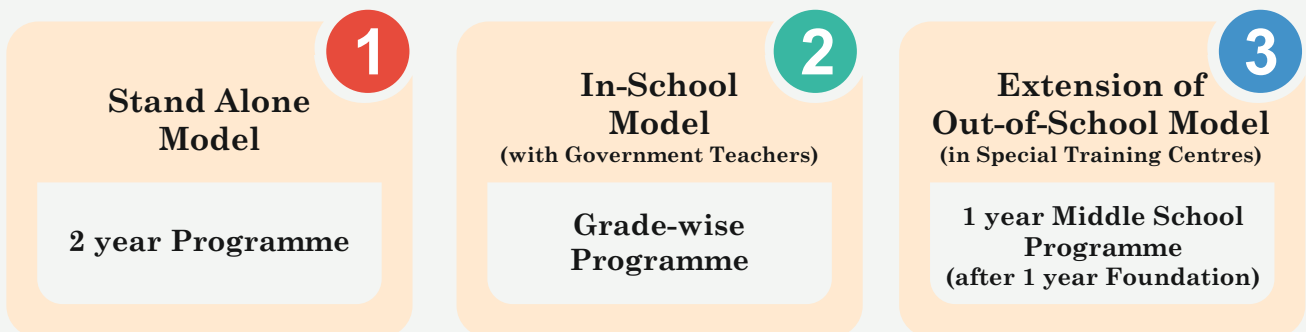 1
Stand Alone
Model
2 year Programme
2
In-School
Model
(with Government Teachers)
Grade-wise
Programme
3
Extension of
Out-of-School Model
(in Special Training Centres)
1 year Middle School
Programme
(after 1 year Foundation)